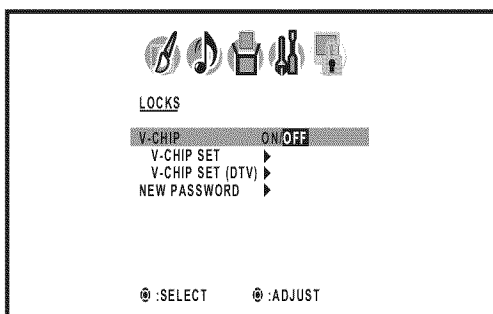 LOCKS
V-CHIP ON/OFF
V-CHIP SET
V-CHIP SET (DTV)
NEW PASSWORD
:SELECT :ADJUST